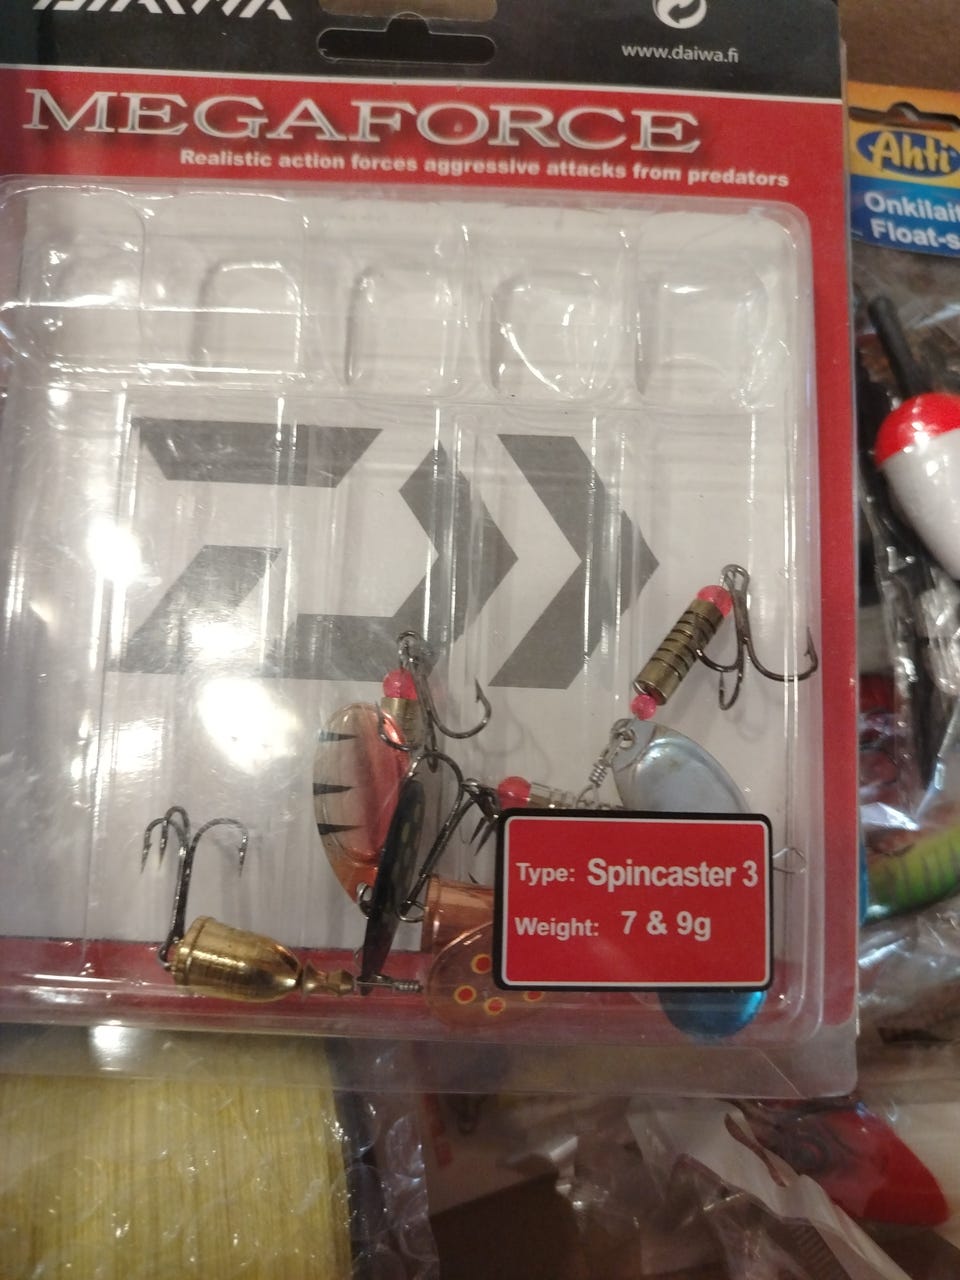 DAIWA
www.daiwa.fi
MEGAFORCE
Realistic action forces aggressive attacks from predators
Ahti
Onkilait
Float-s
Type: Spincaster 3
Weight: 7 & 9g